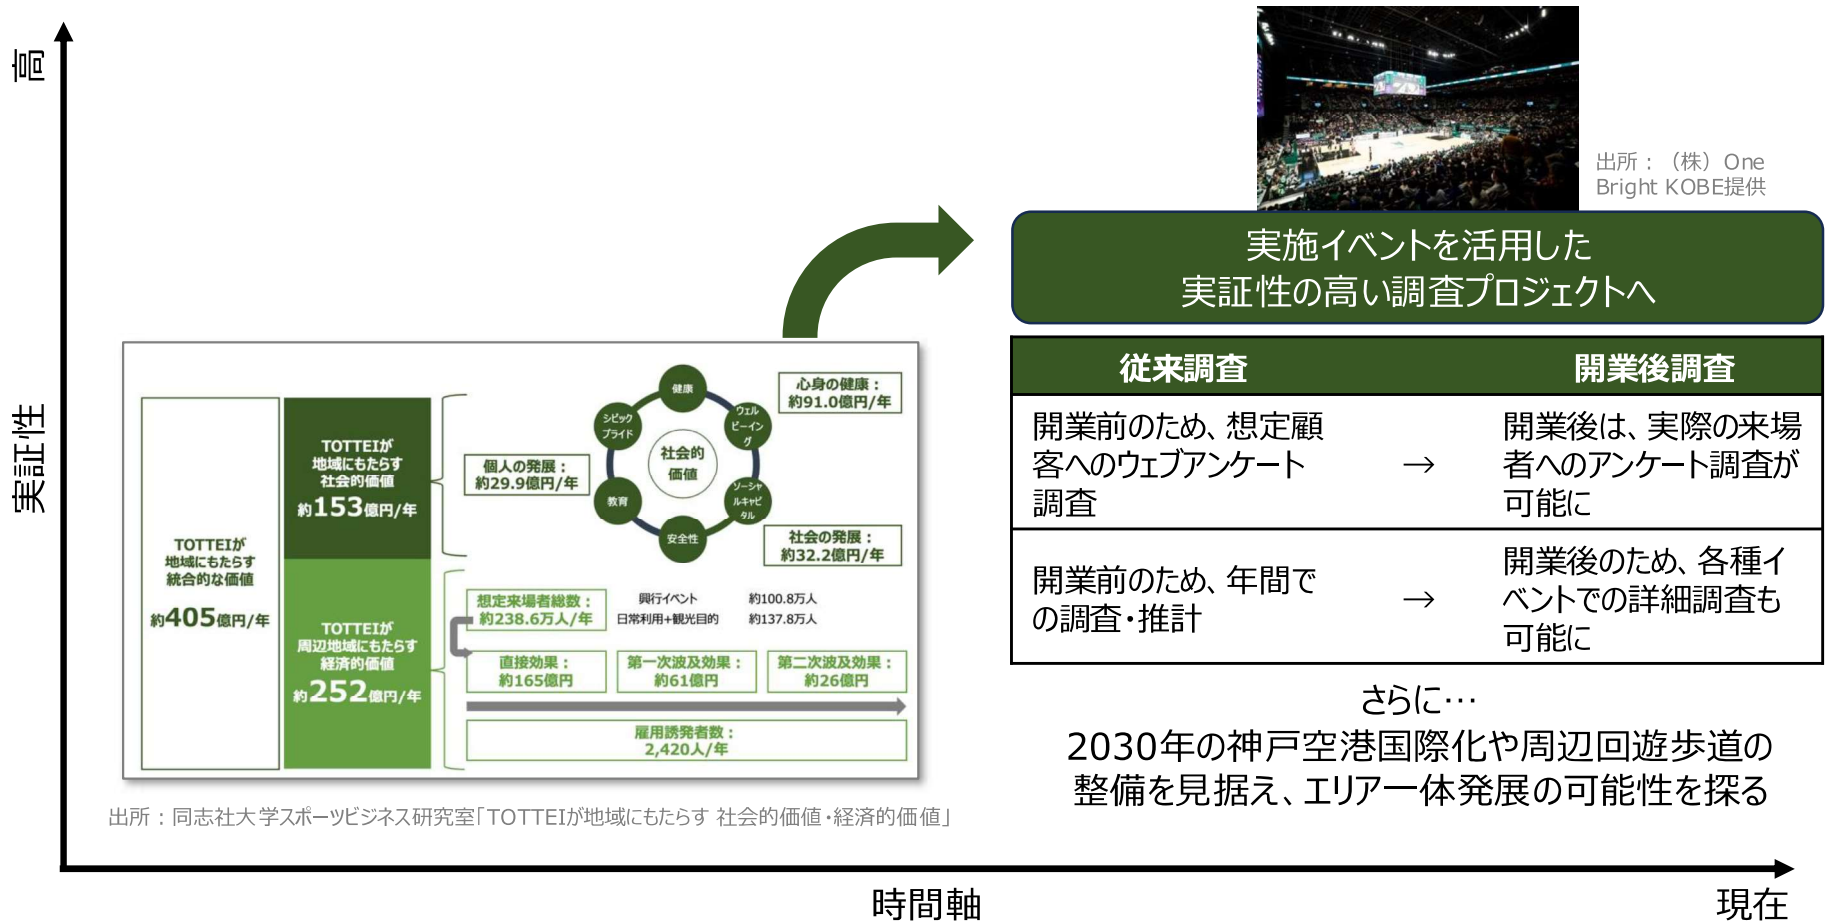 高
実証性
出所：（株）One
Bright KOBE提供
実施イベントを活用した
実証性の高い調査プロジェクトへ
従来調査
開業後調査
開業前のため、想定顧
客へのウェブアンケート
調査
→
開業後は、実際の来場
者へのアンケート調査が
可能に
開業前のため、年間で
の調査・推計
→
開業後のため、各種イ
ベントでの詳細調査も
可能に
さらに…
2030年の神戸空港国際化や周辺回遊歩道の
整備を見据え、エリア一体発展の可能性を探る
TOTTEIが
地域にもたらす
統合的な価値
約405億円/年
TOTTEIが
地域にもたらす
社会的価値
約153億円/年
TOTTEIが
周辺地域にもたらす
経済的価値
約252億円/年
健康
シビック
プライド
ウェル
ビーイン
グ
社会的
価値
教育
ソーシャ
ルキャピ
タル
安全性
心身の健康：
約91.0億円/年
個人の発展：
約29.9億円/年
社会の発展：
約32.2億円/年
想定来場者総数：
約238.6万人/年
興行イベント 約100.8万人
日常利用+観光目的 約137.8万人
直接効果：
約165億円
第一次波及効果：
約61億円
第二次波及効果：
約26億円
雇用誘発者数：
2,420人/年
出所：同志社大学スポーツビジネス研究室「TOTTEIが地域にもたらす 社会的価値・経済的価値」
時間軸
現在